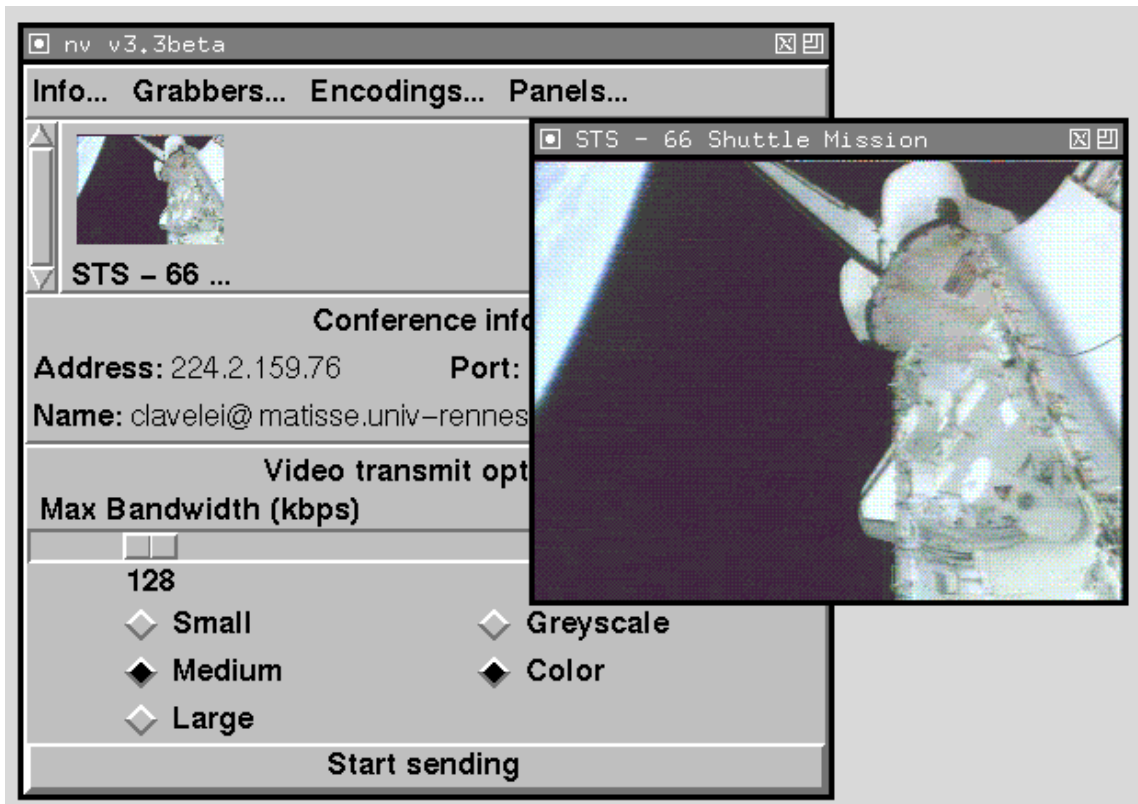 nv v3.3beta
Info... Grabbers... Encodings... Panels...
STS - 66 Shuttle Mission
STS - 66 ...
Conference info
Address: 224.2.159.76 Port:
Name: clavelei@matisse.univ-rennes
Video transmit opt
Max Bandwidth (kbps)
128
Small Greyscale
Medium Color
Large
Start sending